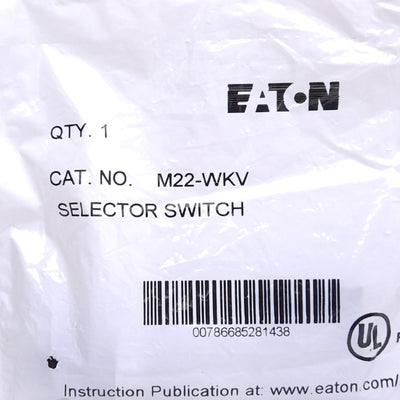 EATON
QTY. 1
CAT. NO. M22-WKV
SELECTOR SWITCH
00786685281438
UL
Instruction Publication at: www.eaton.com/